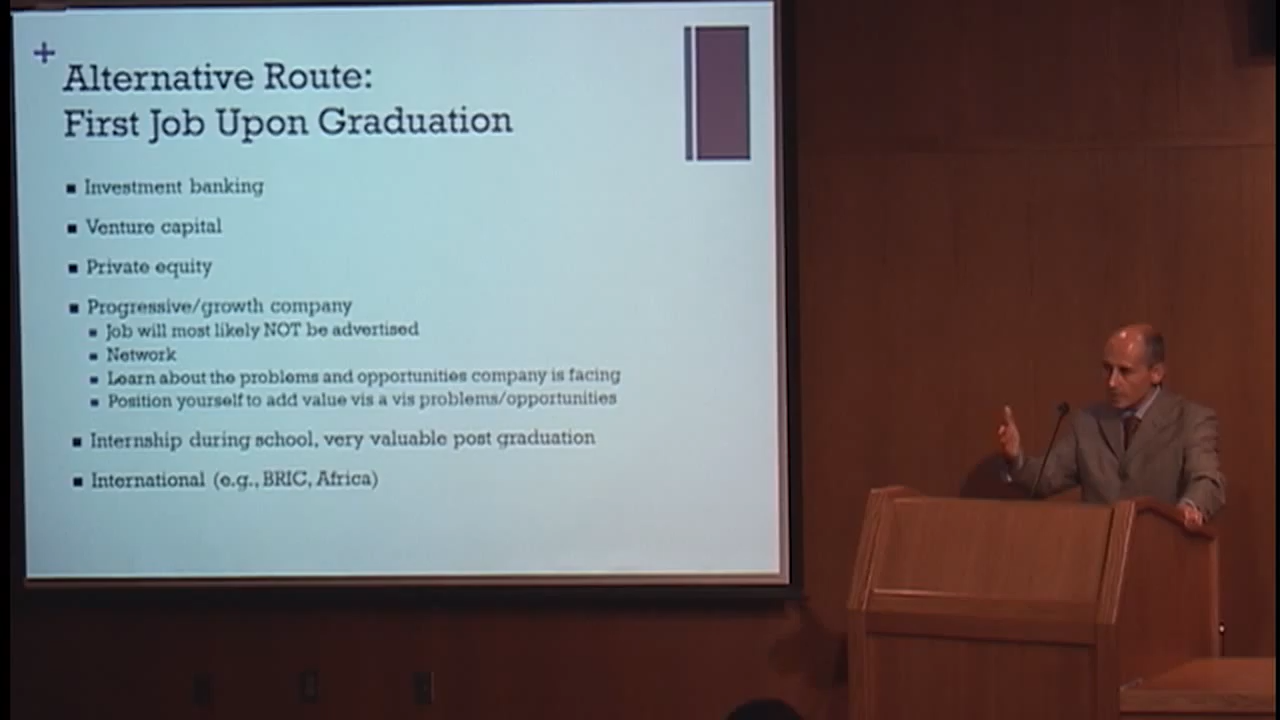 +
Alternative Route:
First Job Upon Graduation
Investment banking
Venture capital
Private equity
Progressive/growth company
Job will most likely NOT be advertised
Network
Learn about the problems and opportunities company is facing
Position yourself to add value vis a vis problems/opportunities
Internship during school, very valuable post graduation
International (e.g., BRIC, Africa)